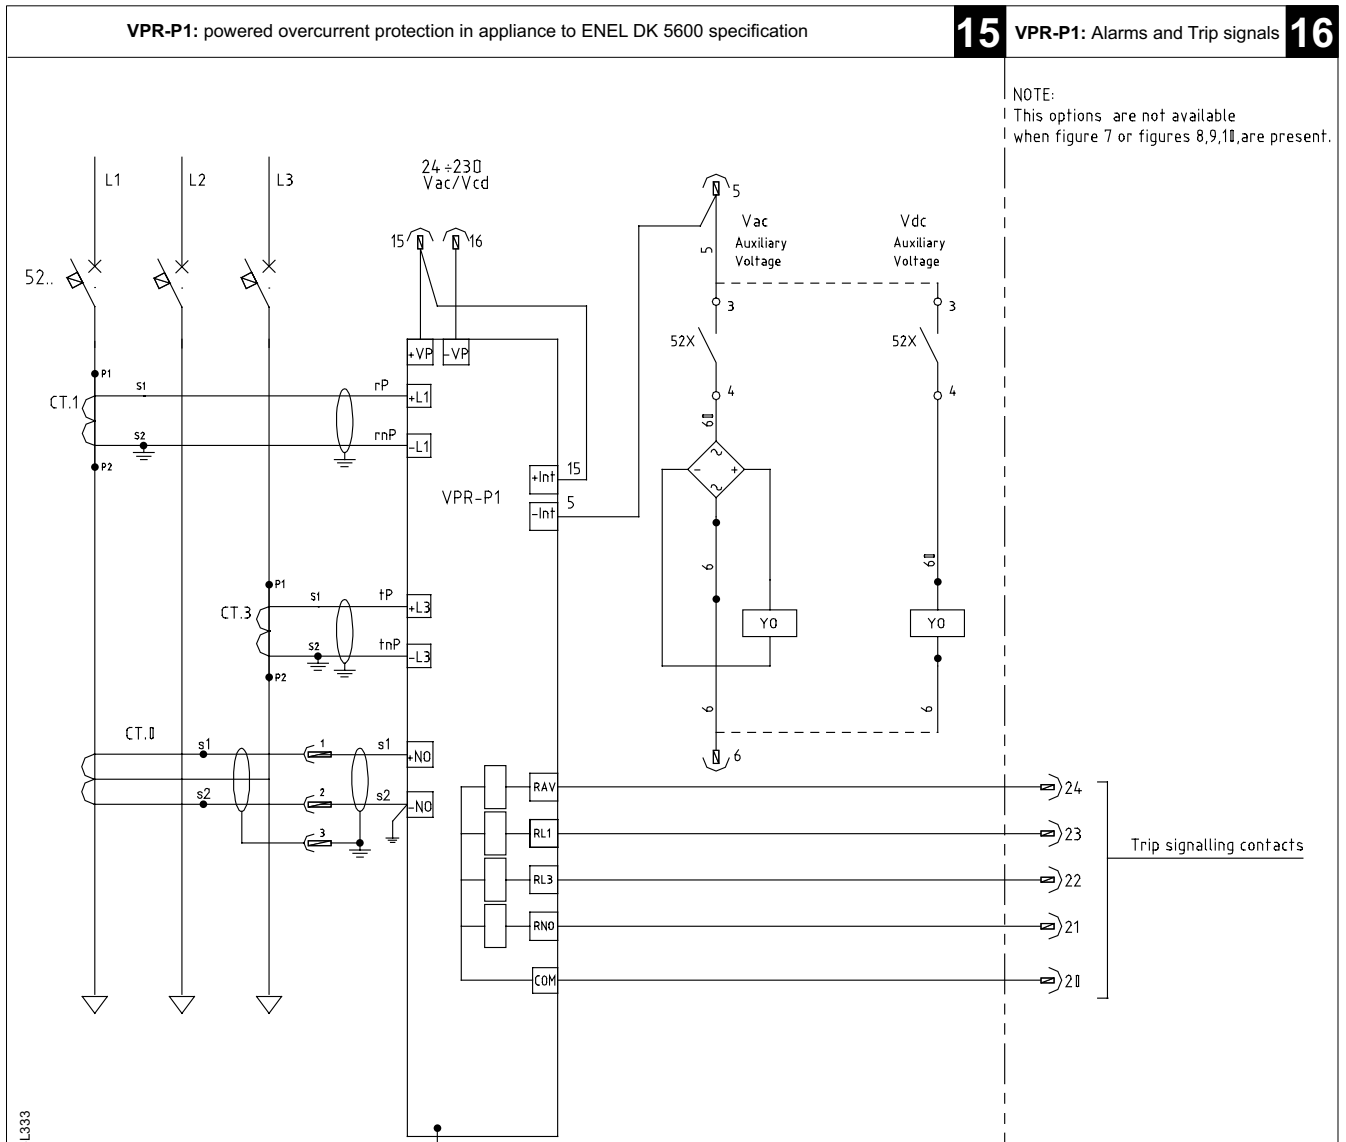 VPR-P1: powered overcurrent protection in appliance to ENEL DK 5600 specification
15
VPR-P1: Alarms and Trip signals
16
NOTE:
This options are not available
when figure 7 or figures 8,9,10,are present.
L1
L2
L3
24÷230
Vac/Vcd
15
16
5
Vac
Auxiliary
Voltage
Vdc
Auxiliary
Voltage
5
52..
3
3
52X
52X
+VP
-VP
P1
S1
rP
+L1
CT.1
4
4
60
S2
rnP
-L1
P2
~
-
+
~
+Int
15
VPR-P1
-Int
5
6
60
P1
S1
tP
+L3
CT.3
YO
YO
S2
tnP
-L3
P2
6
6
CT.0
s1
1
s1
+NO
6
s2
2
s2
-NO
3
RAV
24
RL1
23
Trip signalling contacts
RL3
22
RNO
21
COM
20
L333